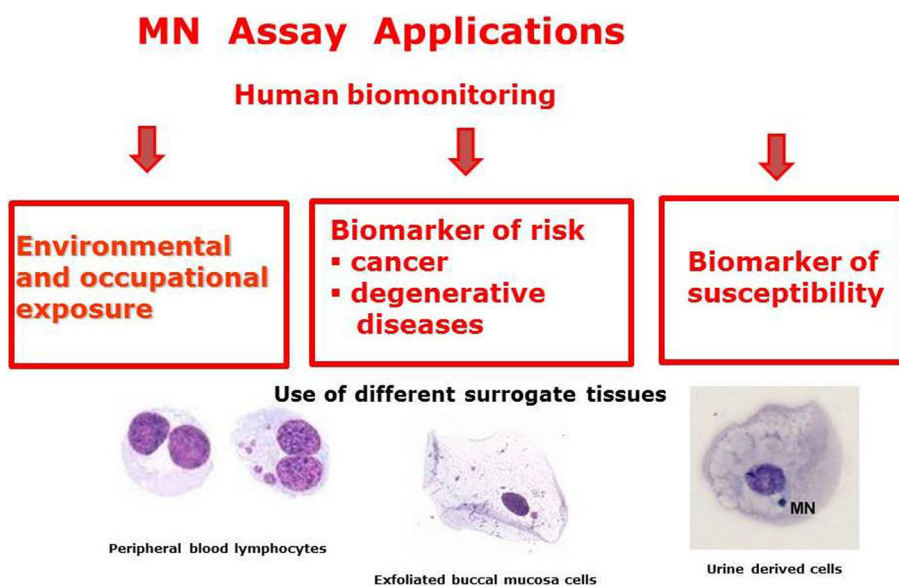 MN Assay Applications
Human biomonitoring
Environmental
and occupational
exposure
Biomarker of risk
▪ cancer
▪ degenerative
diseases
Biomarker of
susceptibility
Use of different surrogate tissues
MN
Peripheral blood lymphocytes
Exfoliated buccal mucosa cells
Urine derived cells